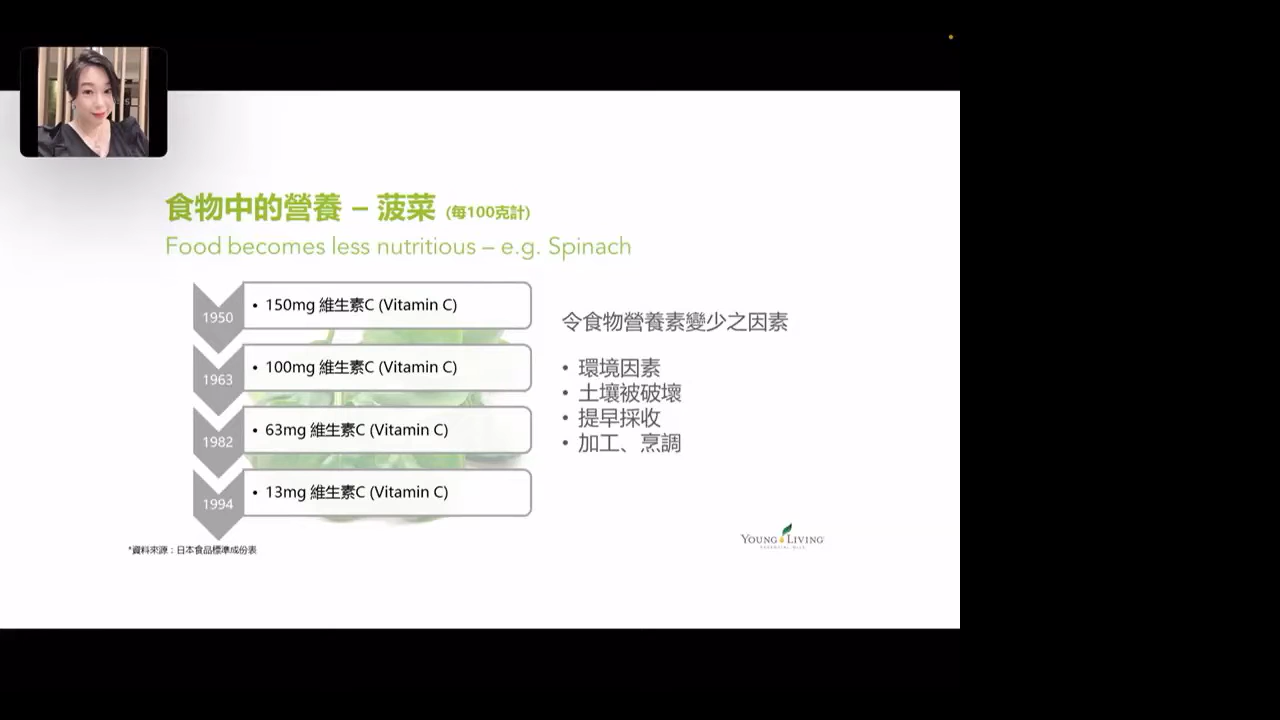 食物中的營養 – 菠菜 (每100克計)
Food becomes less nutritious – e.g. Spinach
1950
• 150mg 維生素C (Vitamin C)
1963
• 100mg 維生素C (Vitamin C)
1982
• 63mg 維生素C (Vitamin C)
1994
• 13mg 維生素C (Vitamin C)
令食物營養素變少之因素
• 環境因素
• 土壤被破壞
• 提早採收
• 加工、烹調
*資料來源：日本食品標準成份表
YOUNG LIVING
ESSENTIAL OILS